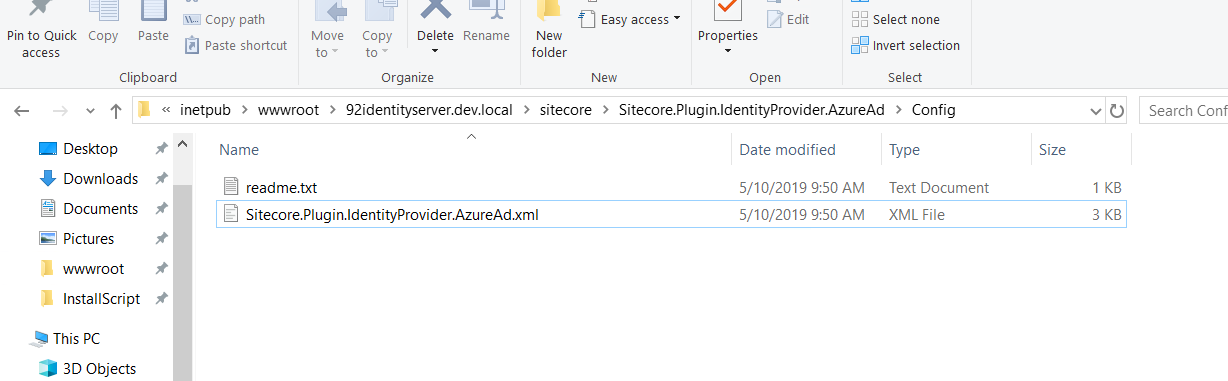 Pin to Quick access
Copy
Paste
Copy path
Paste shortcut
Clipboard
Move to
Copy to
Delete
Rename
Organize
New folder
Easy access
New
Properties
Edit
Open
Select none
Invert selection
Select
« inetpub > wwwroot > 92identityserver.dev.local > sitecore > Sitecore.Plugin.IdentityProvider.AzureAd > Config
Search Conf
Desktop
Downloads
Documents
Pictures
wwwroot
InstallScript
This PC
3D Objects
Name Date modified Type Size
readme.txt 5/10/2019 9:50 AM Text Document 1 KB
Sitecore.Plugin.IdentityProvider.AzureAd.xml 5/10/2019 9:50 AM XML File 3 KB